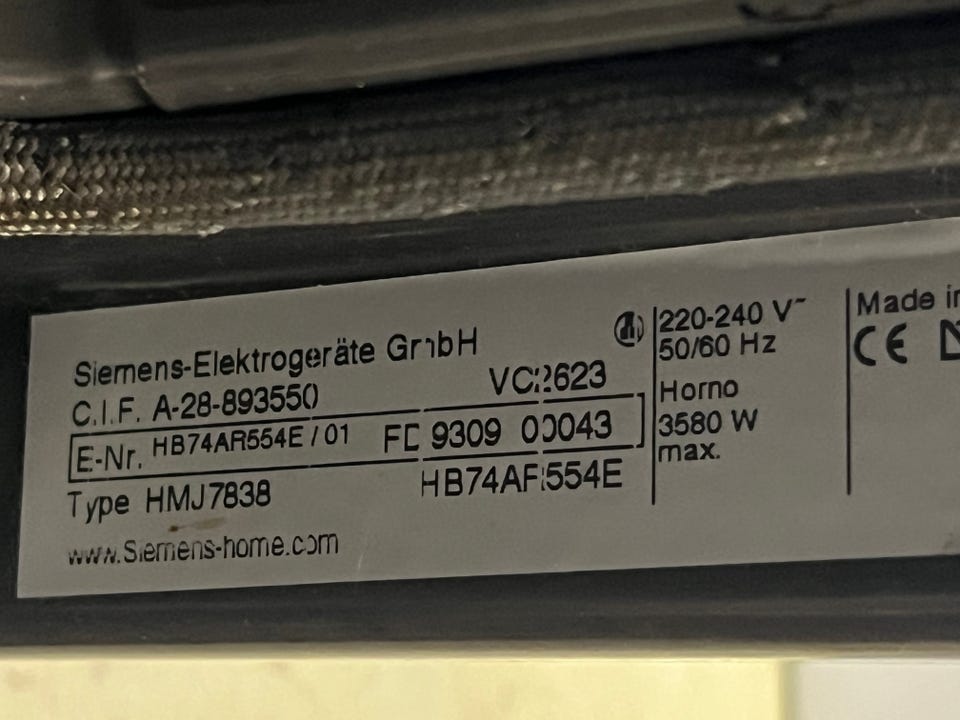 Siemens-Elektrogeräte GmbH
C.I.F. A-28-893550
VC2623
E-Nr. HB74AR554E / 01 FD 9309 00043
Type HMJ7838
HB74AR554E
www.Siemens-home.com
220-240 V~
50/60 Hz
Horno
3580 W
max.
Made in
CE